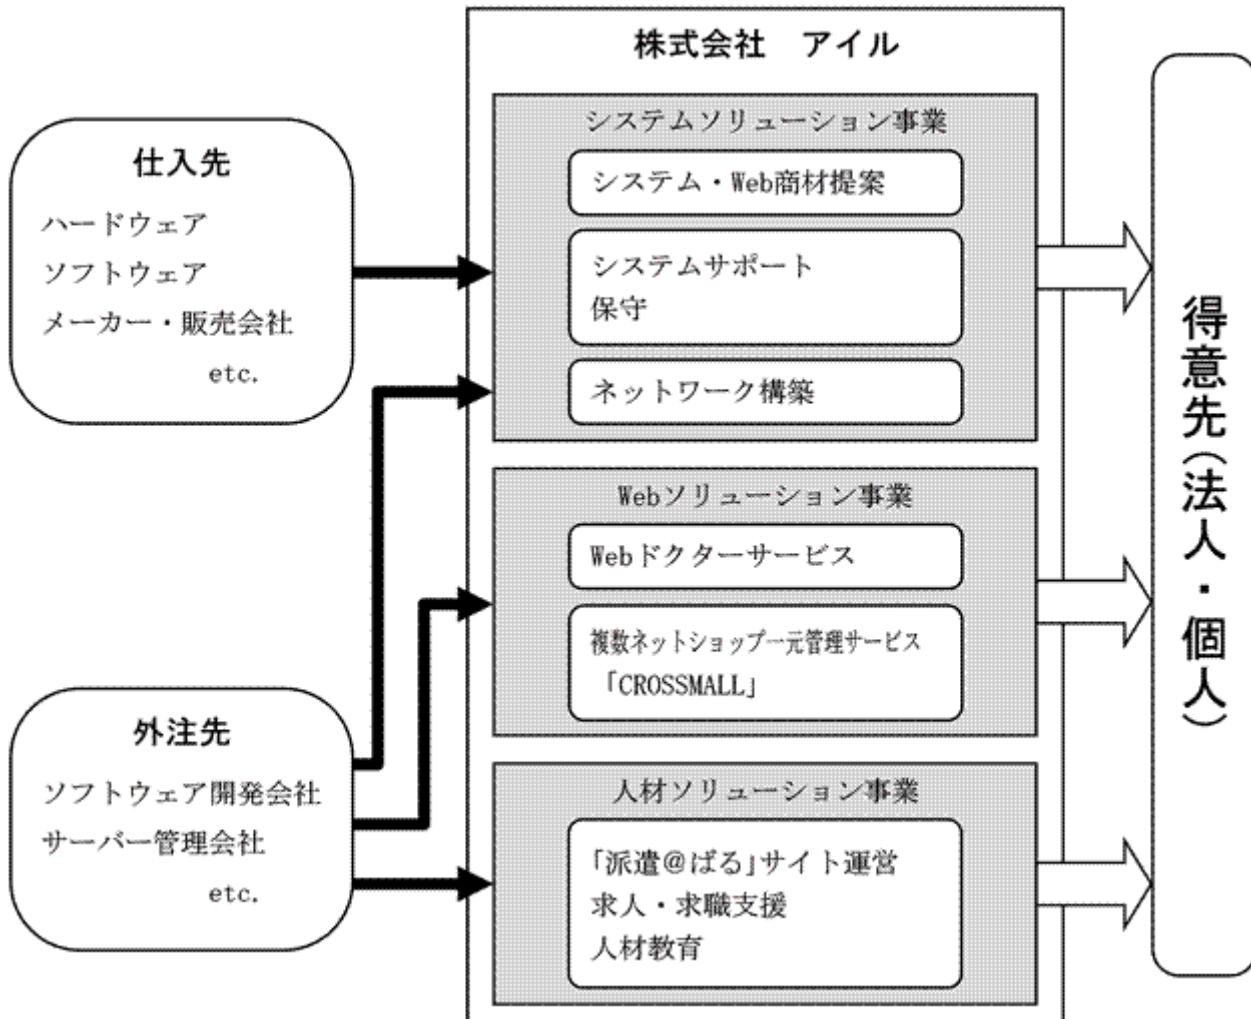 株式会社　アイル
仕入先
ハードウェア
ソフトウェア
メーカー・販売会社
etc.
外注先
ソフトウェア開発会社
サーバー管理会社
etc.
システムソリューション事業
システム・Web商材提案
システムサポート
保守
ネットワーク構築
Webソリューション事業
Webドクターサービス
複数ネットショップ一元管理サービス
「CROSSMALL」
人材ソリューション事業
「派遣@ばる」サイト運営
求人・求職支援
人材教育
得意先(法人・個人)